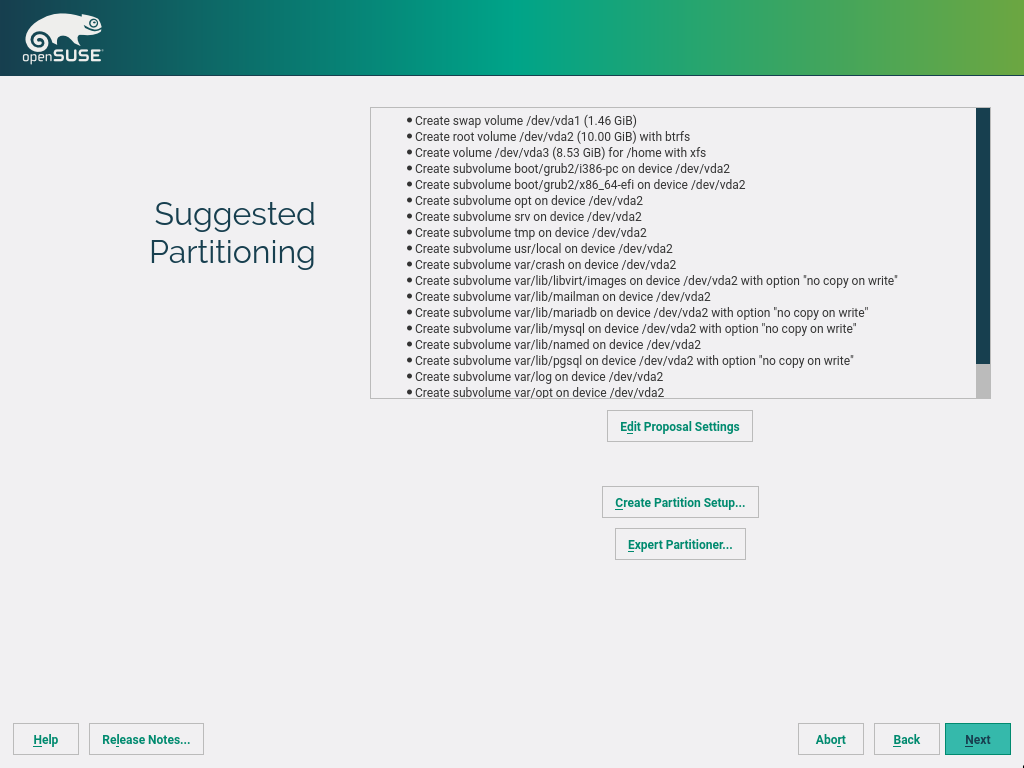 openSUSE
Suggested
Partitioning
• Create swap volume /dev/vda1 (1.46 GiB)
• Create root volume /dev/vda2 (10.00 GiB) with btrfs
• Create volume /dev/vda3 (8.53 GiB) for /home with xfs
• Create subvolume boot/grub2/i386-pc on device /dev/vda2
• Create subvolume boot/grub2/x86_64-efi on device /dev/vda2
• Create subvolume opt on device /dev/vda2
• Create subvolume srv on device /dev/vda2
• Create subvolume tmp on device /dev/vda2
• Create subvolume usr/local on device /dev/vda2
• Create subvolume var/crash on device /dev/vda2
• Create subvolume var/lib/libvirt/images on device /dev/vda2 with option "no copy on write"
• Create subvolume var/lib/mailman on device /dev/vda2
• Create subvolume var/lib/mariadb on device /dev/vda2 with option "no copy on write"
• Create subvolume var/lib/mysql on device /dev/vda2 with option "no copy on write"
• Create subvolume var/lib/named on device /dev/vda2
• Create subvolume var/lib/pgsql on device /dev/vda2 with option "no copy on write"
• Create subvolume var/log on device /dev/vda2
• Create subvolume var/opt on device /dev/vda2
Edit Proposal Settings
Create Partition Setup...
Expert Partitioner...
Help
Release Notes...
Abort
Back
Next